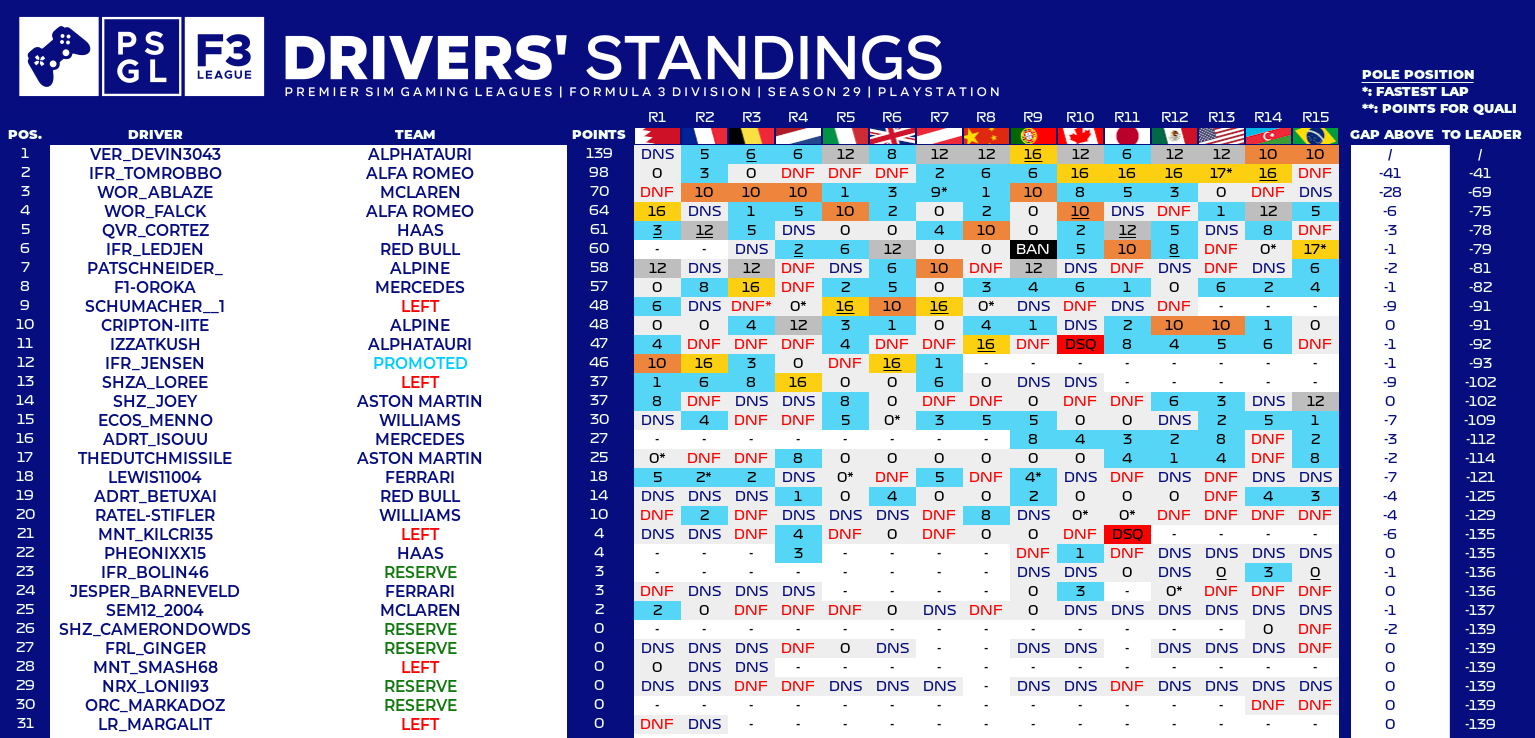 PS
GL
F3
LEAGUE
DRIVERS' STANDINGS
PREMIER SIM GAMING LEAGUES | FORMULA 3 DIVISION | SEASON 29 | PLAYSTATION
POLE POSITION
*: FASTEST LAP
**: POINTS FOR QUALI
R1 R2 R3 R4 R5 R6 R7 R8 R9 R10 R11 R12 R13 R14 R15
POS. DRIVER TEAM POINTS GAP ABOVE TO LEADER
1 VER_DEVIN3043 ALPHATAURI 139 DNS 5 6 6 12 8 12 12 16 12 6 12 12 10 10 / /
2 IFR_TOMROBBO ALFA ROMEO 98 0 3 0 DNF DNF DNF 2 6 6 16 16 16 17* 16 DNF -41 -41
3 WOR_ABLAZE MCLAREN 70 DNF 10 10 10 1 3 9* 1 10 8 5 3 0 DNF DNS -28 -69
4 WOR_FALCK ALFA ROMEO 64 16 DNS 1 5 10 2 0 2 0 10 DNS DNF 1 12 5 -6 -75
5 QVR_CORTEZ HAAS 61 3 12 5 DNS 0 0 4 10 0 2 12 5 DNS 8 DNF -3 -78
6 IFR_LEDJEN RED BULL 60 - - DNS 2 6 12 0 0 BAN 5 10 8 DNF 0* 17* -1 -79
7 PATSCHNEIDER_ ALPINE 58 12 DNS 12 DNF DNS 6 10 DNF 12 DNS DNF DNS DNF DNS 6 -2 -81
8 F1-OROKA MERCEDES 57 0 8 16 DNF 2 5 0 3 4 6 1 0 6 2 4 -1 -82
9 SCHUMACHER__1 LEFT 48 6 DNS DNF* 0* 16 10 16 0* DNS DNF DNS DNF - - - -9 -91
10 CRIPTON-IITE ALPINE 48 0 0 4 12 3 1 0 4 1 DNS 2 10 10 1 0 0 -91
11 IZZATKUSH ALPHATAURI 47 4 DNF DNF DNF 4 DNF DNF 16 DNF DSQ 8 4 5 6 DNF -1 -92
12 IFR_JENSEN PROMOTED 46 10 16 3 0 DNF 16 1 - - - - - - - - -1 -93
13 SHZA_LOREE LEFT 37 1 6 8 16 0 0 6 0 DNS DNS - - - - - -9 -102
14 SHZ_JOEY ASTON MARTIN 37 8 DNF DNS DNS 8 0 DNF DNF 0 DNF DNF 6 3 DNS 12 0 -102
15 ECOS_MENNO WILLIAMS 30 DNS 4 DNF DNF 5 0* 3 5 5 0 0 DNS 2 5 1 -7 -109
16 ADRT_ISOUU MERCEDES 27 - - - - - - - - 8 4 3 2 8 DNF 2 -3 -112
17 THEDUTCHMISSILE ASTON MARTIN 25 0* DNF DNF 8 0 0 0 0 0 0 4 1 4 DNF 8 -2 -114
18 LEWIS11004 FERRARI 18 5 2* 2 DNS 0* DNF 5 DNF 4* DNS DNF DNS DNF DNS DNS -7 -121
19 ADRT_BETUXAI RED BULL 14 DNS DNS DNS 1 0 4 0 0 2 0 0 0 DNF 4 3 -4 -125
20 RATEL-STIFLER WILLIAMS 10 DNF 2 DNF DNS DNS DNS DNF 8 DNS 0* 0* DNF DNF DNF DNF -4 -129
21 MNT_KILCRI35 LEFT 4 DNS DNS DNF 4 DNF 0 DNF 0 0 DNF DSQ - - - - -6 -135
22 PHEONIXX15 HAAS 4 - - - 3 - - - - DNF 1 DNF DNS DNS DNS DNS 0 -135
23 IFR_BOLIN46 RESERVE 3 - - - - - - - - DNS DNS 0 DNS 0 3 0 -1 -136
24 JESPER_BARNEVELD FERRARI 3 DNF DNS DNS DNS - - - - 0 3 - 0* DNF DNF DNF 0 -136
25 SEM12_2004 MCLAREN 2 2 0 DNF DNF DNF 0 DNS DNF 0 DNS DNS DNS DNS DNS DNS -1 -137
26 SHZ_CAMERONDOWDS RESERVE 0 - - - - - - - - - - - - - 0 DNF -2 -139
27 FRL_GINGER RESERVE 0 DNS DNS DNS DNF 0 DNS - - DNS DNS - DNS DNS DNS DNF 0 -139
28 MNT_SMASH68 LEFT 0 0 DNS DNS - - - - - - - - - - - - 0 -139
29 NRX_LONII93 RESERVE 0 DNS DNS DNF DNF DNS DNS DNS - DNS DNS DNF DNS DNS DNS DNS 0 -139
30 ORC_MARKADOZ RESERVE 0 - - - - - - - - - - - - - DNF DNF 0 -139
31 LR_MARGALIT LEFT 0 DNF DNS - - - - - - - - - - - - - 0 -139